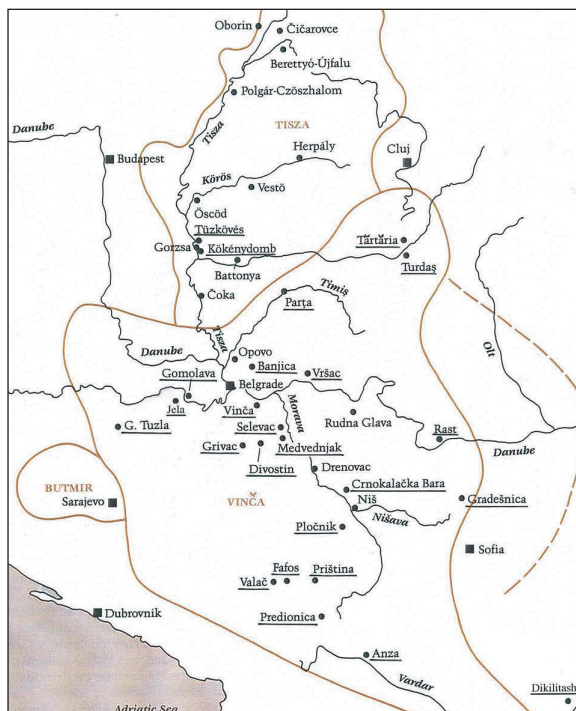 Oborin
Čičarovce
Berettyó-Újfalu
Polgár-Czöszhalom
Tisza
TISZA
Danube
Budapest
Herpály
Cluj
Körös
Vestö
Öscöd
Tüzkövés
Gorzsa
Kökénydomb
Battonya
Tărtăria
Turdaş
Čoka
Timiş
Parţa
Tisza
Olt
Danube
Opovo
Gomolava
Banjica
Vršac
Belgrade
Jela
Vinča
Morava
Rudna Glava
G. Tuzla
Selevac
Rast
Danube
Grivac
Medvednjak
Divostin
Drenovac
BUTMIR
VINČA
Crnokalačka Bara
Sarajevo
Niš
Gradešnica
Nišava
Pločnik
Sofia
Fafos
Priština
Valač
Dubrovnik
Predionica
Anza
Vardar
Dikilitash
Adriatic Sea